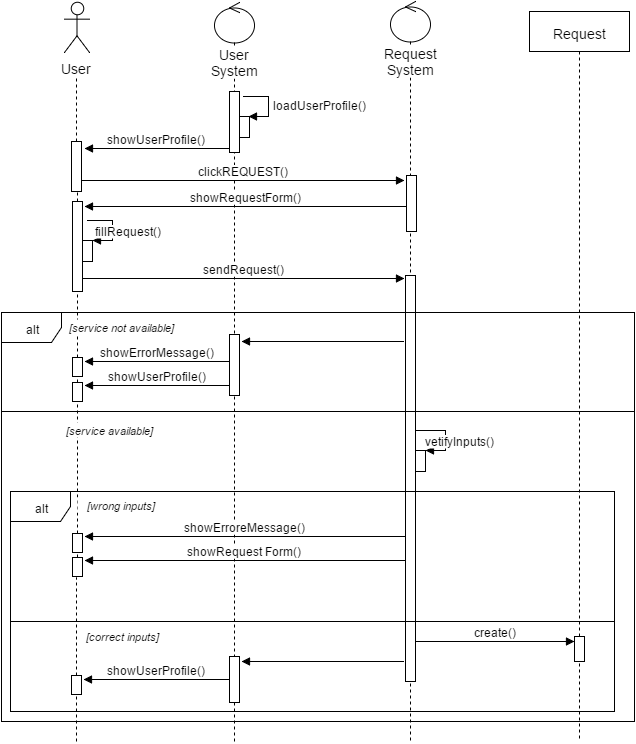 User
User
System
Request
System
Request
loadUserProfile()
showUserProfile()
clickREQUEST()
showRequestForm()
fillRequest()
sendRequest()
alt
[service not available]
showErrorMessage()
showUserProfile()
[service available]
vetifyInputs()
alt
[wrong inputs]
showErroreMessage()
showRequest Form()
[correct inputs]
create()
showUserProfile()